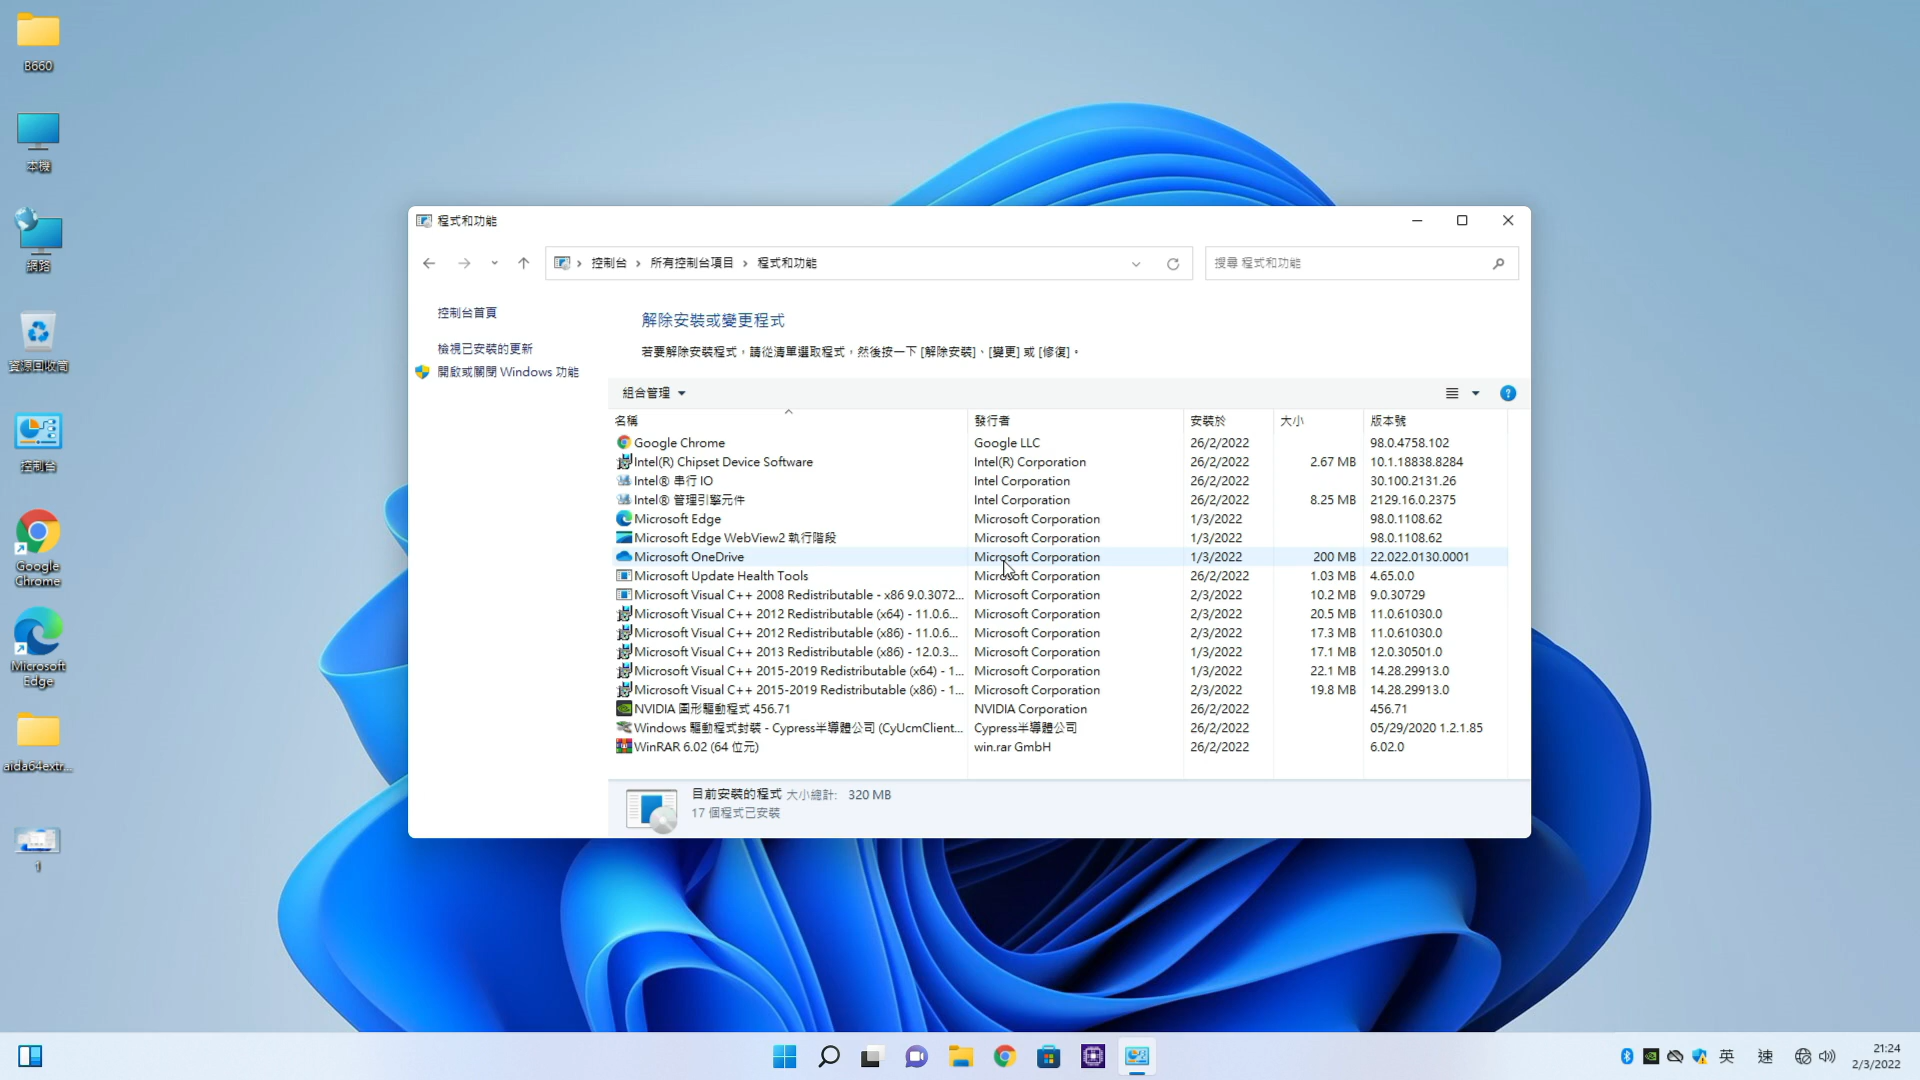 B660
本機
網路
資源回收筒
控制台
Google
Chrome
Microsoft
Edge
aida64extr...
1
程式和功能
控制台 › 所有控制台項目 › 程式和功能
搜尋 程式和功能
控制台首頁
檢視已安裝的更新
開啟或關閉 Windows 功能
解除安裝或變更程式
若要解除安裝程式，請從清單選取程式，然後按一下 [解除安裝]、[變更] 或 [修復]。
組合管理
名稱 發行者 安裝於 大小 版本號
Google Chrome Google LLC 26/2/2022 98.0.4758.102
Intel(R) Chipset Device Software Intel(R) Corporation 26/2/2022 2.67 MB 10.1.18838.8284
Intel® 串行 IO Intel Corporation 26/2/2022 30.100.2131.26
Intel® 管理引擎元件 Intel Corporation 26/2/2022 8.25 MB 2129.16.0.2375
Microsoft Edge Microsoft Corporation 1/3/2022 98.0.1108.62
Microsoft Edge WebView2 執行階段 Microsoft Corporation 1/3/2022 98.0.1108.62
Microsoft OneDrive Microsoft Corporation 1/3/2022 200 MB 22.022.0130.0001
Microsoft Update Health Tools Microsoft Corporation 26/2/2022 1.03 MB 4.65.0.0
Microsoft Visual C++ 2008 Redistributable - x86 9.0.3072... Microsoft Corporation 2/3/2022 10.2 MB 9.0.30729
Microsoft Visual C++ 2012 Redistributable (x64) - 11.0.6... Microsoft Corporation 2/3/2022 20.5 MB 11.0.61030.0
Microsoft Visual C++ 2012 Redistributable (x86) - 11.0.6... Microsoft Corporation 2/3/2022 17.3 MB 11.0.61030.0
Microsoft Visual C++ 2013 Redistributable (x86) - 12.0.3... Microsoft Corporation 1/3/2022 17.1 MB 12.0.30501.0
Microsoft Visual C++ 2015-2019 Redistributable (x64) - 1... Microsoft Corporation 1/3/2022 22.1 MB 14.28.29913.0
Microsoft Visual C++ 2015-2019 Redistributable (x86) - 1... Microsoft Corporation 2/3/2022 19.8 MB 14.28.29913.0
NVIDIA 圖形驅動程式 456.71 NVIDIA Corporation 26/2/2022 456.71
Windows 驅動程式封裝 - Cypress半導體公司 (CyUcmClient... Cypress半導體公司 26/2/2022 05/29/2020 1.2.1.85
WinRAR 6.02 (64 位元) win.rar GmbH 26/2/2022 6.02.0
目前安裝的程式 大小總計: 320 MB
17 個程式已安裝
英 速 21:24
2/3/2022